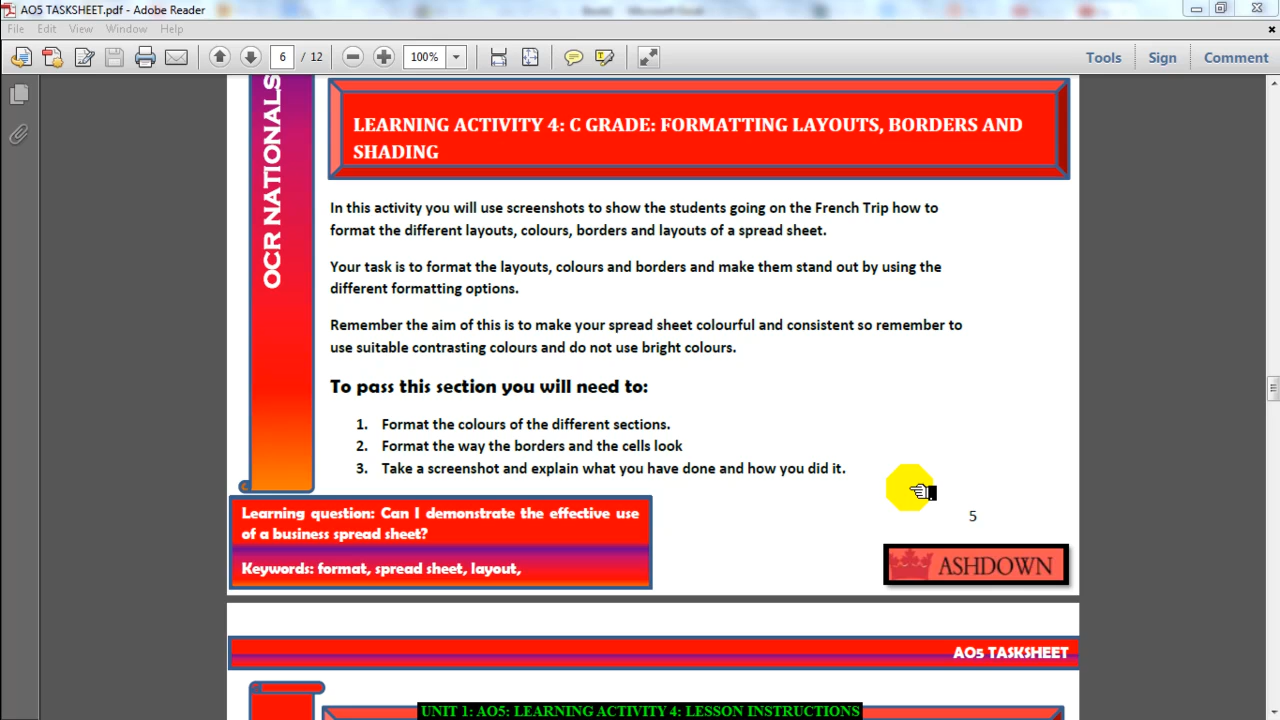 AO5 TASKSHEET.pdf - Adobe Reader
File Edit View Window Help
6 / 12 100% Tools Sign Comment
OCR NATIONALS
LEARNING ACTIVITY 4: C GRADE: FORMATTING LAYOUTS, BORDERS AND
SHADING
In this activity you will use screenshots to show the students going on the French Trip how to
format the different layouts, colours, borders and layouts of a spread sheet.
Your task is to format the layouts, colours and borders and make them stand out by using the
different formatting options.
Remember the aim of this is to make your spread sheet colourful and consistent so remember to
use suitable contrasting colours and do not use bright colours.
To pass this section you will need to:
1. Format the colours of the different sections.
2. Format the way the borders and the cells look
3. Take a screenshot and explain what you have done and how you did it.
Learning question: Can I demonstrate the effective use
of a business spread sheet?
Keywords: format, spread sheet, layout,
5
ASHDOWN
AO5 TASKSHEET
UNIT 1: AO5: LEARNING ACTIVITY 4: LESSON INSTRUCTIONS